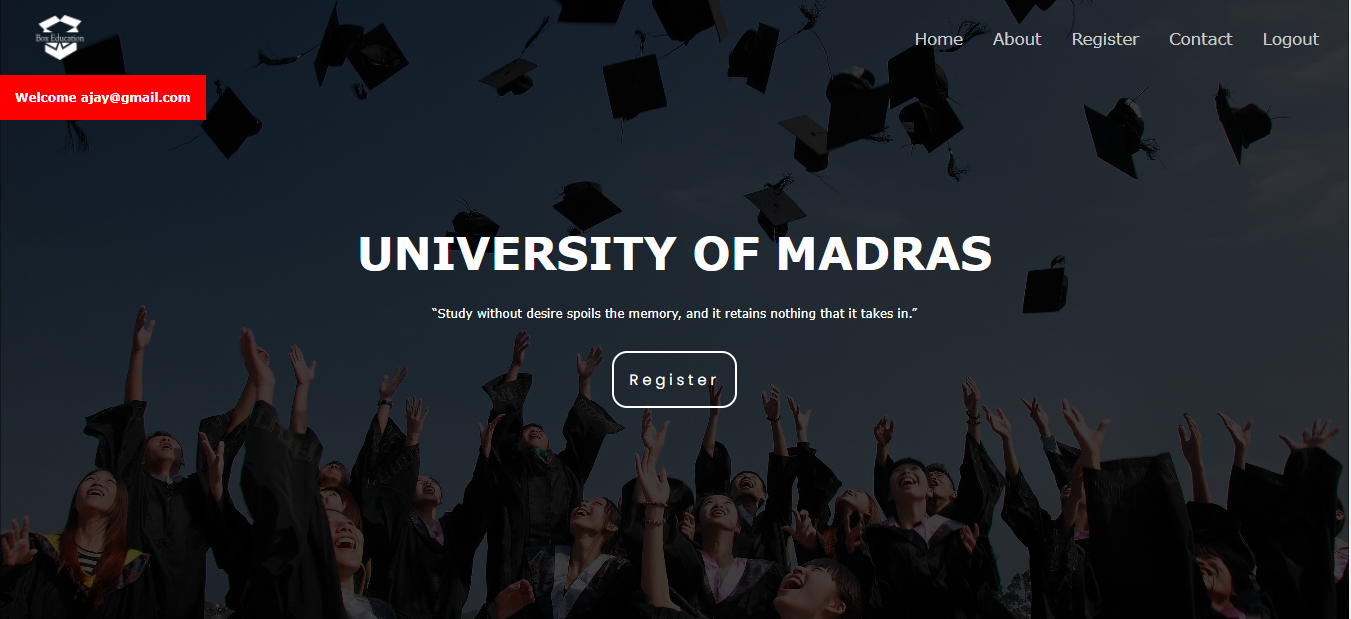 Box Education
Home About Register Contact Logout
Welcome ajay@gmail.com
UNIVERSITY OF MADRAS
“Study without desire spoils the memory, and it retains nothing that it takes in.”
Register